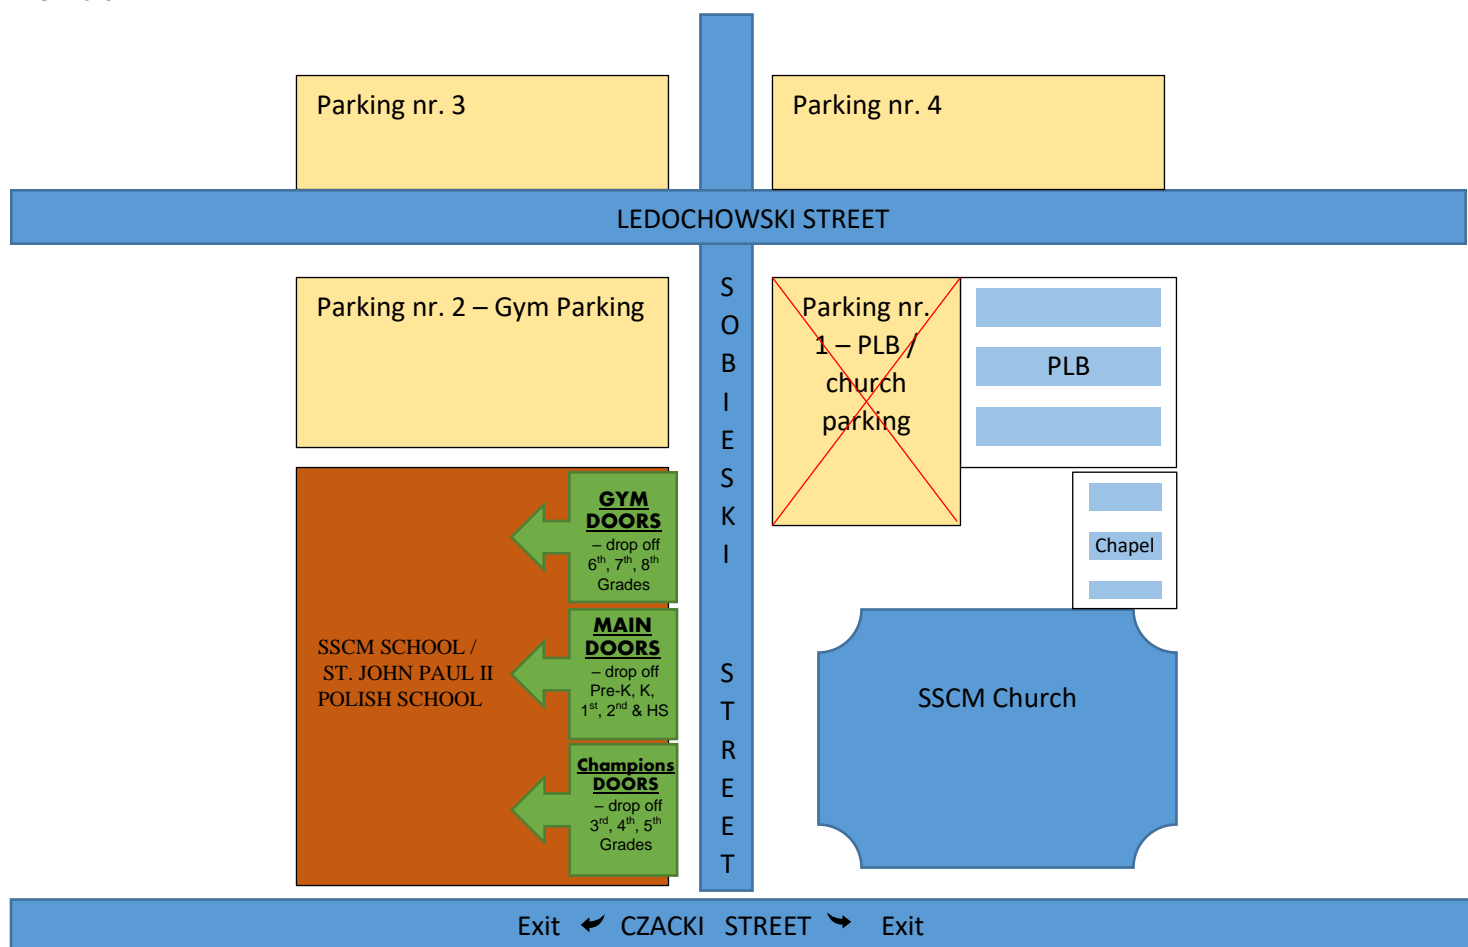 Parking nr. 3
Parking nr. 4
LEDOCHOWSKI STREET
Parking nr. 2 – Gym Parking
SOBIESKI STREET
Parking nr.
1 – PLB /
church
parking
PLB
Chapel
GYM
DOORS
– drop off
6th, 7th, 8th
Grades
MAIN
DOORS
– drop off
Pre-K, K,
1st, 2nd & HS
Champions
DOORS
– drop off
3rd, 4th, 5th
Grades
SSCM SCHOOL /
ST. JOHN PAUL II
POLISH SCHOOL
SSCM Church
Exit CZACKI STREET Exit